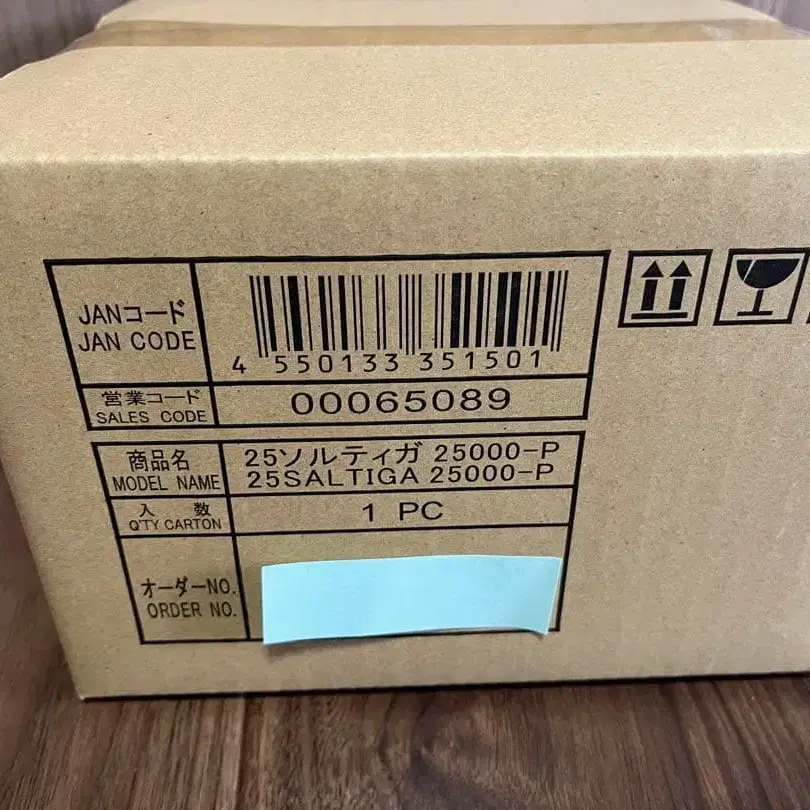 JANコード
JAN CODE
4 550133 351501
営業コード
SALES CODE
00065089
商品名
MODEL NAME
25ソルティガ 25000-P
25SALTIGA 25000-P
入 数
Q'TY CARTON
1 PC
オーダーNO.
ORDER NO.